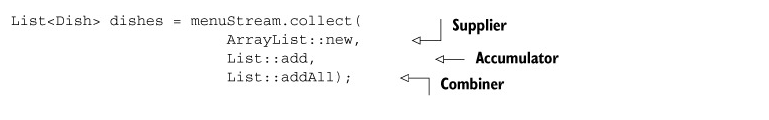 List<Dish> dishes = menuStream.collect(
Supplier
ArrayList::new,
List::add,
Accumulator
List::addAll);
Combiner